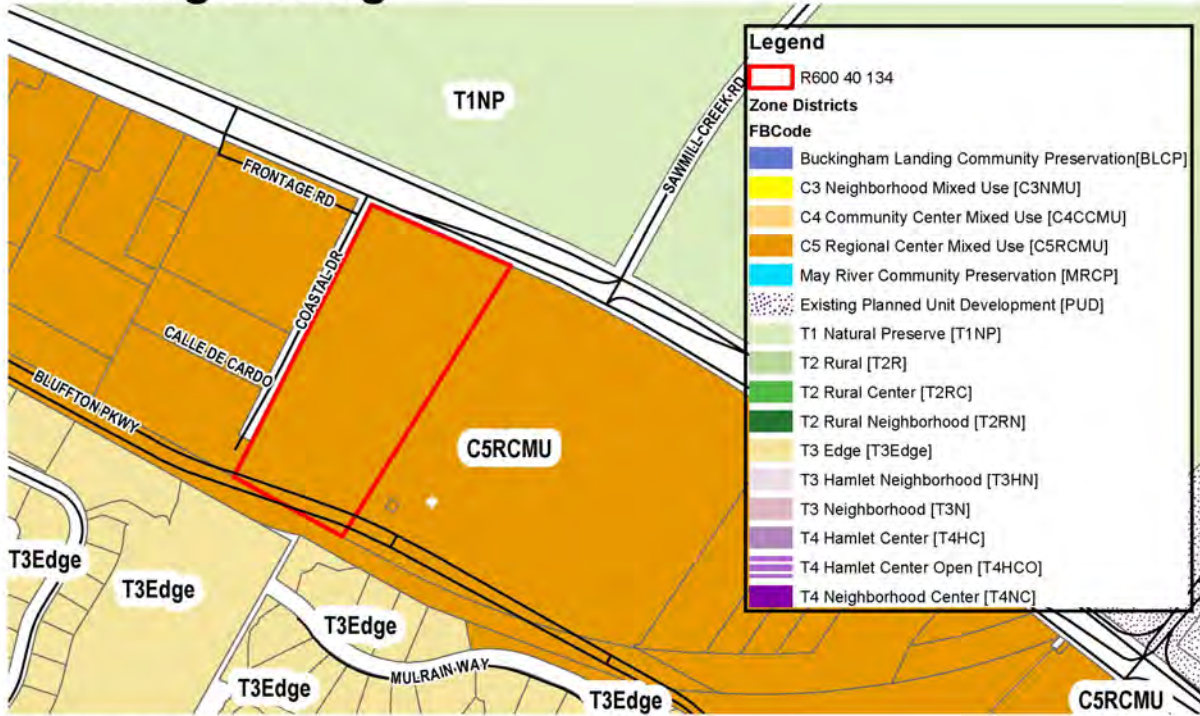 T1NP
SAWMILL CREEK RD
FRONTAGE RD
COASTAL DR
CALLE DE CARDO
BLUFFTON PKWY
C5RCMU
T3Edge
T3Edge
T3Edge
T3Edge
MULRAIN WAY
T3Edge
C5RCMU
Legend
R600 40 134
Zone Districts
FBCode
Buckingham Landing Community Preservation[BLCP]
C3 Neighborhood Mixed Use [C3NMU]
C4 Community Center Mixed Use [C4CCMU]
C5 Regional Center Mixed Use [C5RCMU]
May River Community Preservation [MRCP]
Existing Planned Unit Development [PUD]
T1 Natural Preserve [T1NP]
T2 Rural [T2R]
T2 Rural Center [T2RC]
T2 Rural Neighborhood [T2RN]
T3 Edge [T3Edge]
T3 Hamlet Neighborhood [T3HN]
T3 Neighborhood [T3N]
T4 Hamlet Center [T4HC]
T4 Hamlet Center Open [T4HCO]
T4 Neighborhood Center [T4NC]